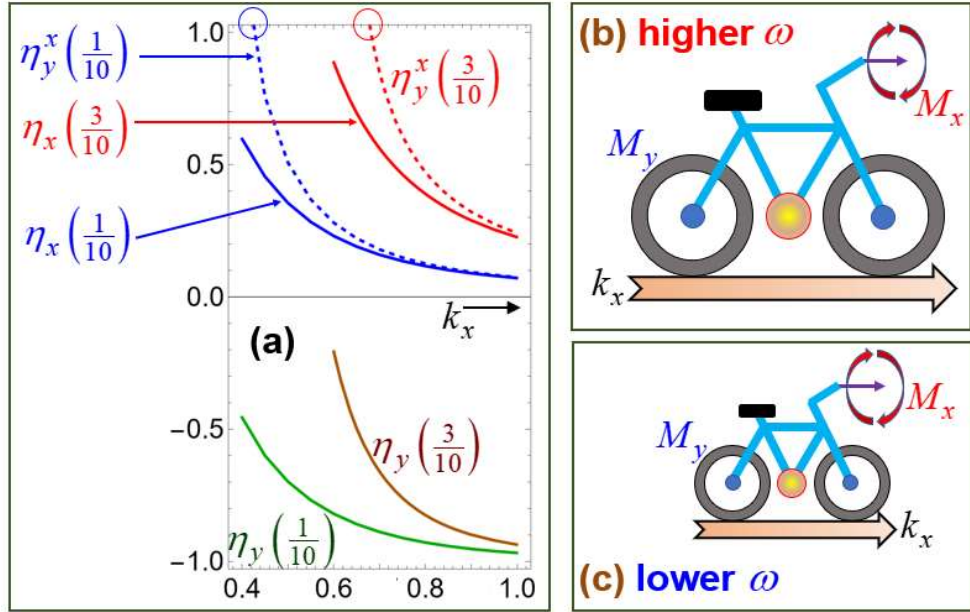 1.0
η_y^x (1/10)
η_y^x (3/10)
η_x (3/10)
0.5
η_x (1/10)
0.0
k_x
(a)
−0.5
η_y (3/10)
η_y (1/10)
−1.0
0.4 0.6 0.8 1.0
(b) higher ω
M_x
M_y
k_x
M_x
M_y
k_x
(c) lower ω